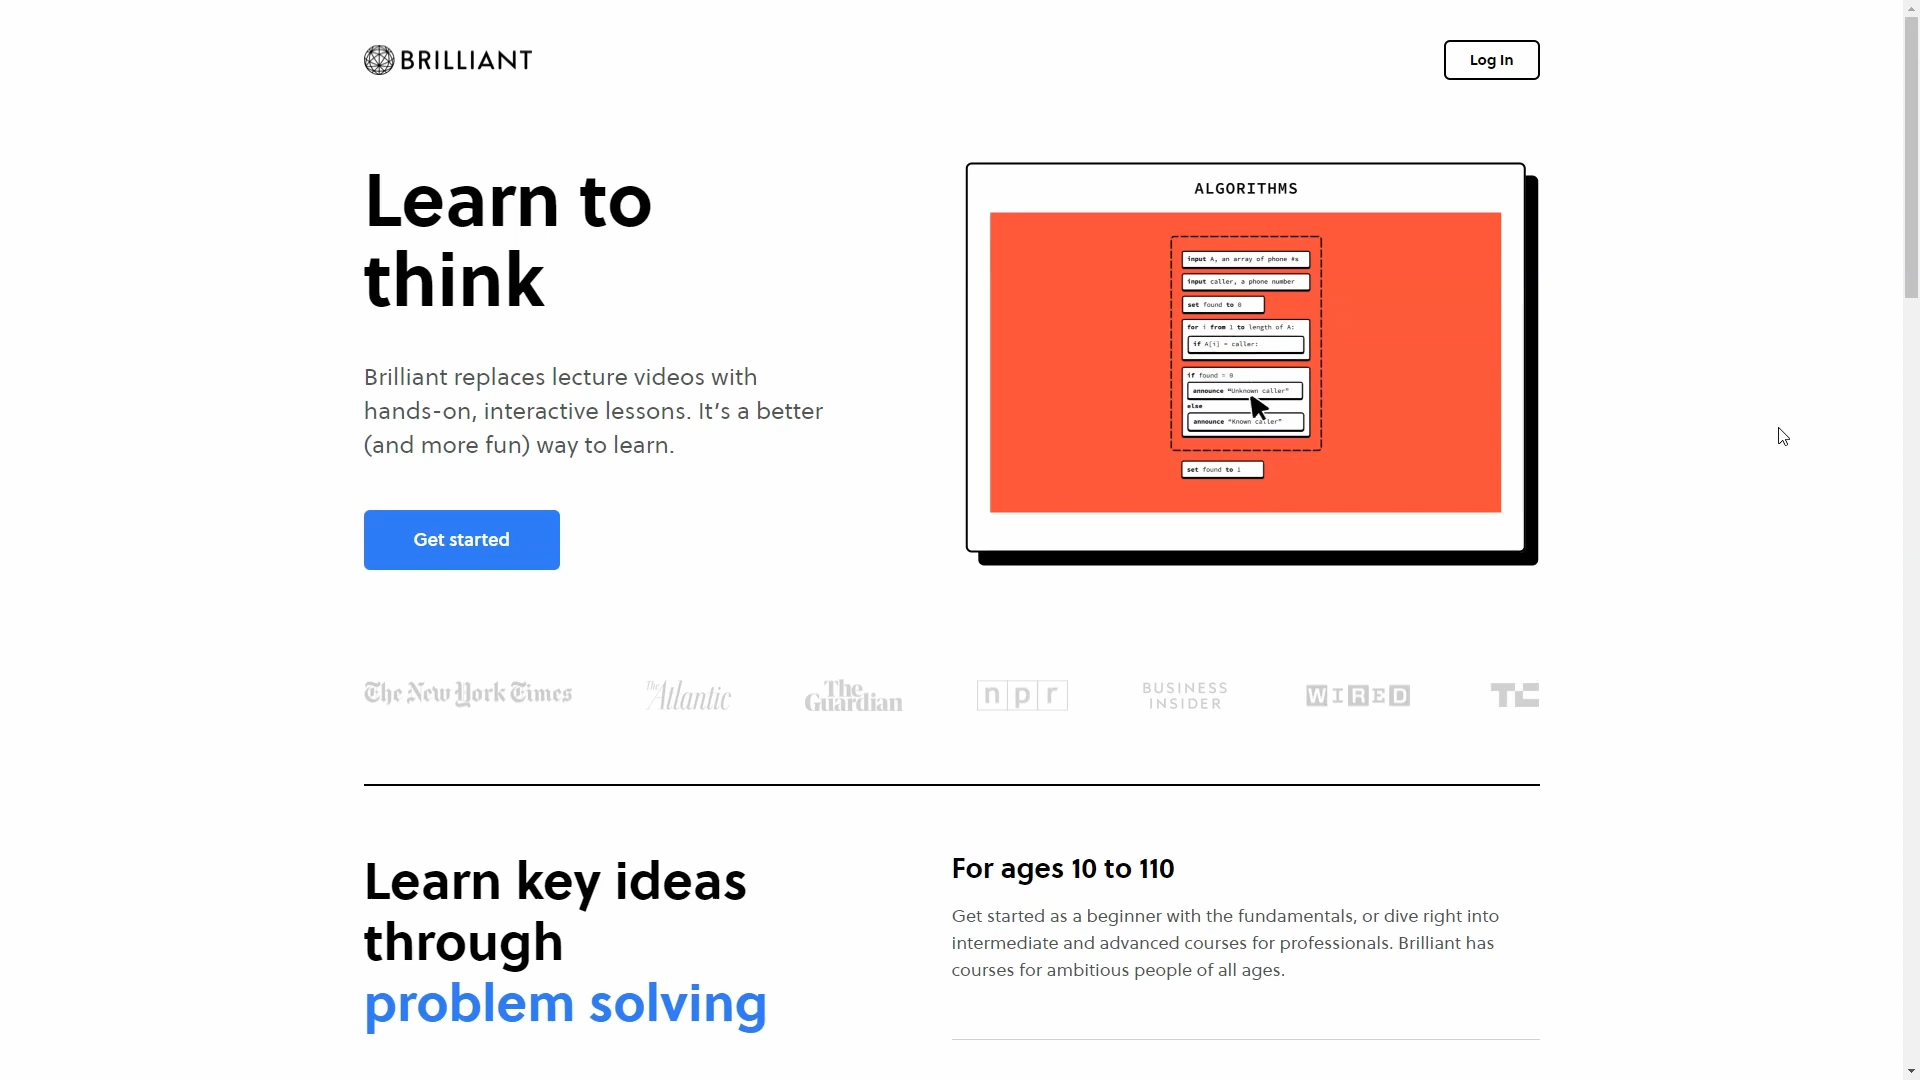 BRILLIANT
Log In
Learn to
think
Brilliant replaces lecture videos with
hands-on, interactive lessons. It’s a better
(and more fun) way to learn.
Get started
ALGORITHMS
input A, an array of phone #s
input caller, a phone number
set found to 0
for i from 1 to length of A:
if A[i] = caller:
if found = 0
announce “Unknown caller”
else
announce “Known caller”
set found to 1
The New York Times
The Atlantic
The
Guardian
npr
BUSINESS
INSIDER
WIRED
TC
Learn key ideas
through
problem solving
For ages 10 to 110
Get started as a beginner with the fundamentals, or dive right into
intermediate and advanced courses for professionals. Brilliant has
courses for ambitious people of all ages.